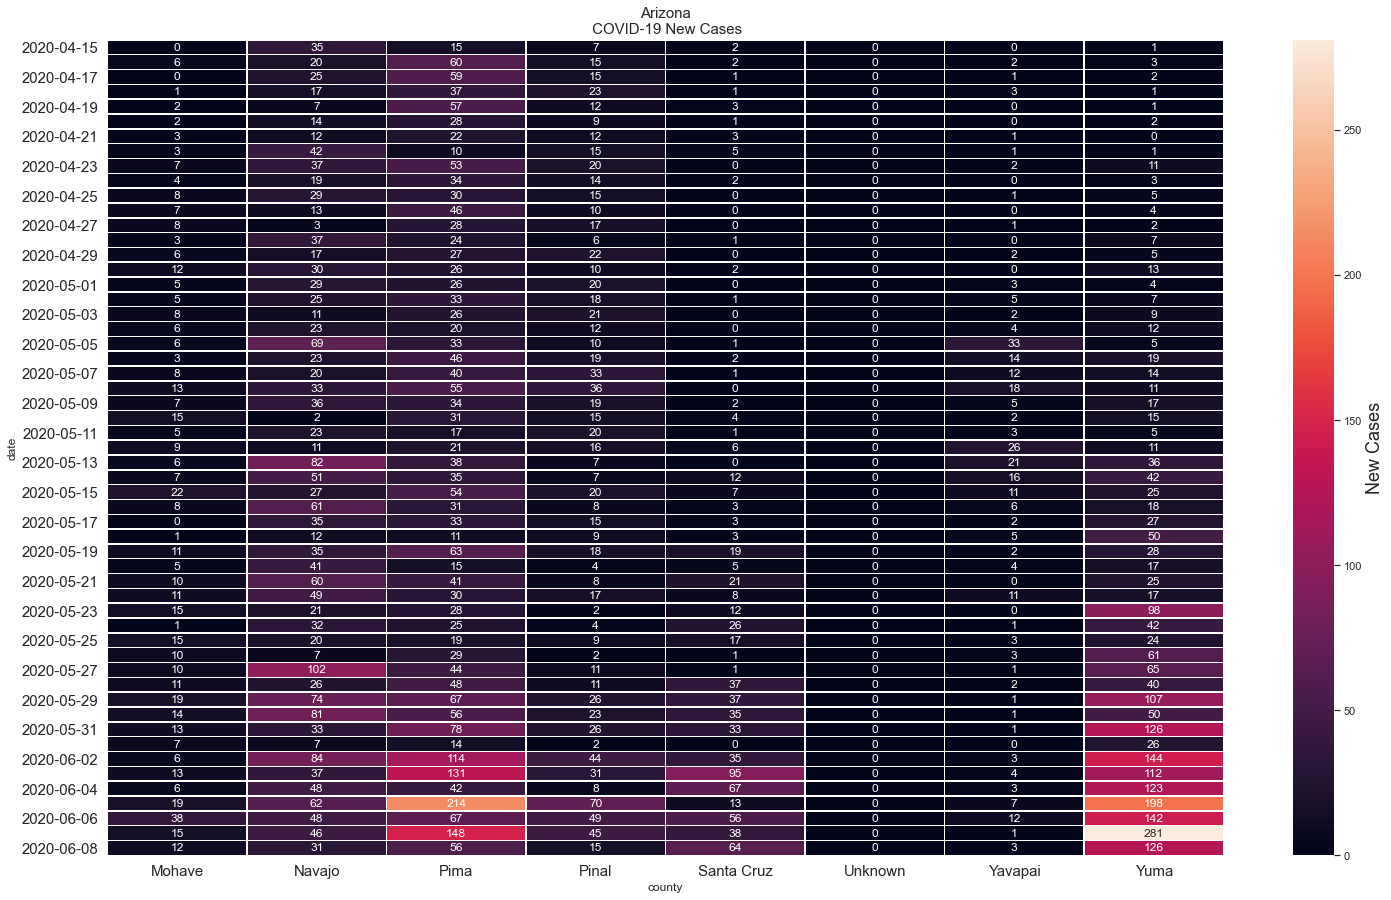 Arizona
COVID-19 New Cases
2020-04-15 0 35 15 7 2 0 0 1
6 20 60 15 2 0 2 3
2020-04-17 0 25 59 15 1 0 1 2
1 17 37 23 1 0 3 1
2020-04-19 2 7 57 12 3 0 0 1
2 14 28 9 1 0 0 2
2020-04-21 3 12 22 12 3 0 1 0
3 42 10 15 5 0 1 1
2020-04-23 7 37 53 20 0 0 2 11
4 19 34 14 2 0 0 3
2020-04-25 8 29 30 15 0 0 1 5
7 13 46 10 0 0 0 4
2020-04-27 8 3 28 17 0 0 1 2
3 37 24 6 1 0 0 7
2020-04-29 6 17 27 22 0 0 2 5
12 30 26 10 2 0 0 13
2020-05-01 5 29 26 20 0 0 3 4
5 25 33 18 1 0 5 7
2020-05-03 8 11 26 21 0 0 2 9
6 23 20 12 0 0 4 12
2020-05-05 6 69 33 10 1 0 33 5
3 23 46 19 2 0 14 19
2020-05-07 8 20 40 33 1 0 12 14
13 33 55 36 0 0 18 11
2020-05-09 7 36 34 19 2 0 5 17
15 2 31 15 4 0 2 15
2020-05-11 5 23 17 20 1 0 3 5
9 11 21 16 6 0 26 11
2020-05-13 6 82 38 7 0 0 21 36
7 51 35 7 12 0 16 42
2020-05-15 22 27 54 20 7 0 11 25
8 61 31 8 3 0 6 18
2020-05-17 0 35 33 15 3 0 2 27
1 12 11 9 3 0 5 50
2020-05-19 11 35 63 18 19 0 2 28
5 41 15 4 5 0 4 17
2020-05-21 10 60 41 8 21 0 0 25
11 49 30 17 8 0 11 17
2020-05-23 15 21 28 2 12 0 0 98
1 32 25 4 26 0 1 42
2020-05-25 15 20 19 9 17 0 3 24
10 7 29 2 1 0 3 61
2020-05-27 10 102 44 11 1 0 1 65
11 26 48 11 37 0 2 40
2020-05-29 19 74 67 26 37 0 1 107
14 81 56 23 35 0 1 50
2020-05-31 13 33 78 26 33 0 1 126
7 7 14 2 0 0 0 26
2020-06-02 6 84 114 44 35 0 3 144
13 37 131 31 95 0 4 112
2020-06-04 6 48 42 8 67 0 3 123
19 62 214 70 13 0 7 198
2020-06-06 38 48 67 49 56 0 12 142
15 46 148 45 38 0 1 281
2020-06-08 12 31 56 15 64 0 3 126
Mohave Navajo Pima Pinal Santa Cruz Unknown Yavapai Yuma
county
date
250
200
150
100
50
0
New Cases